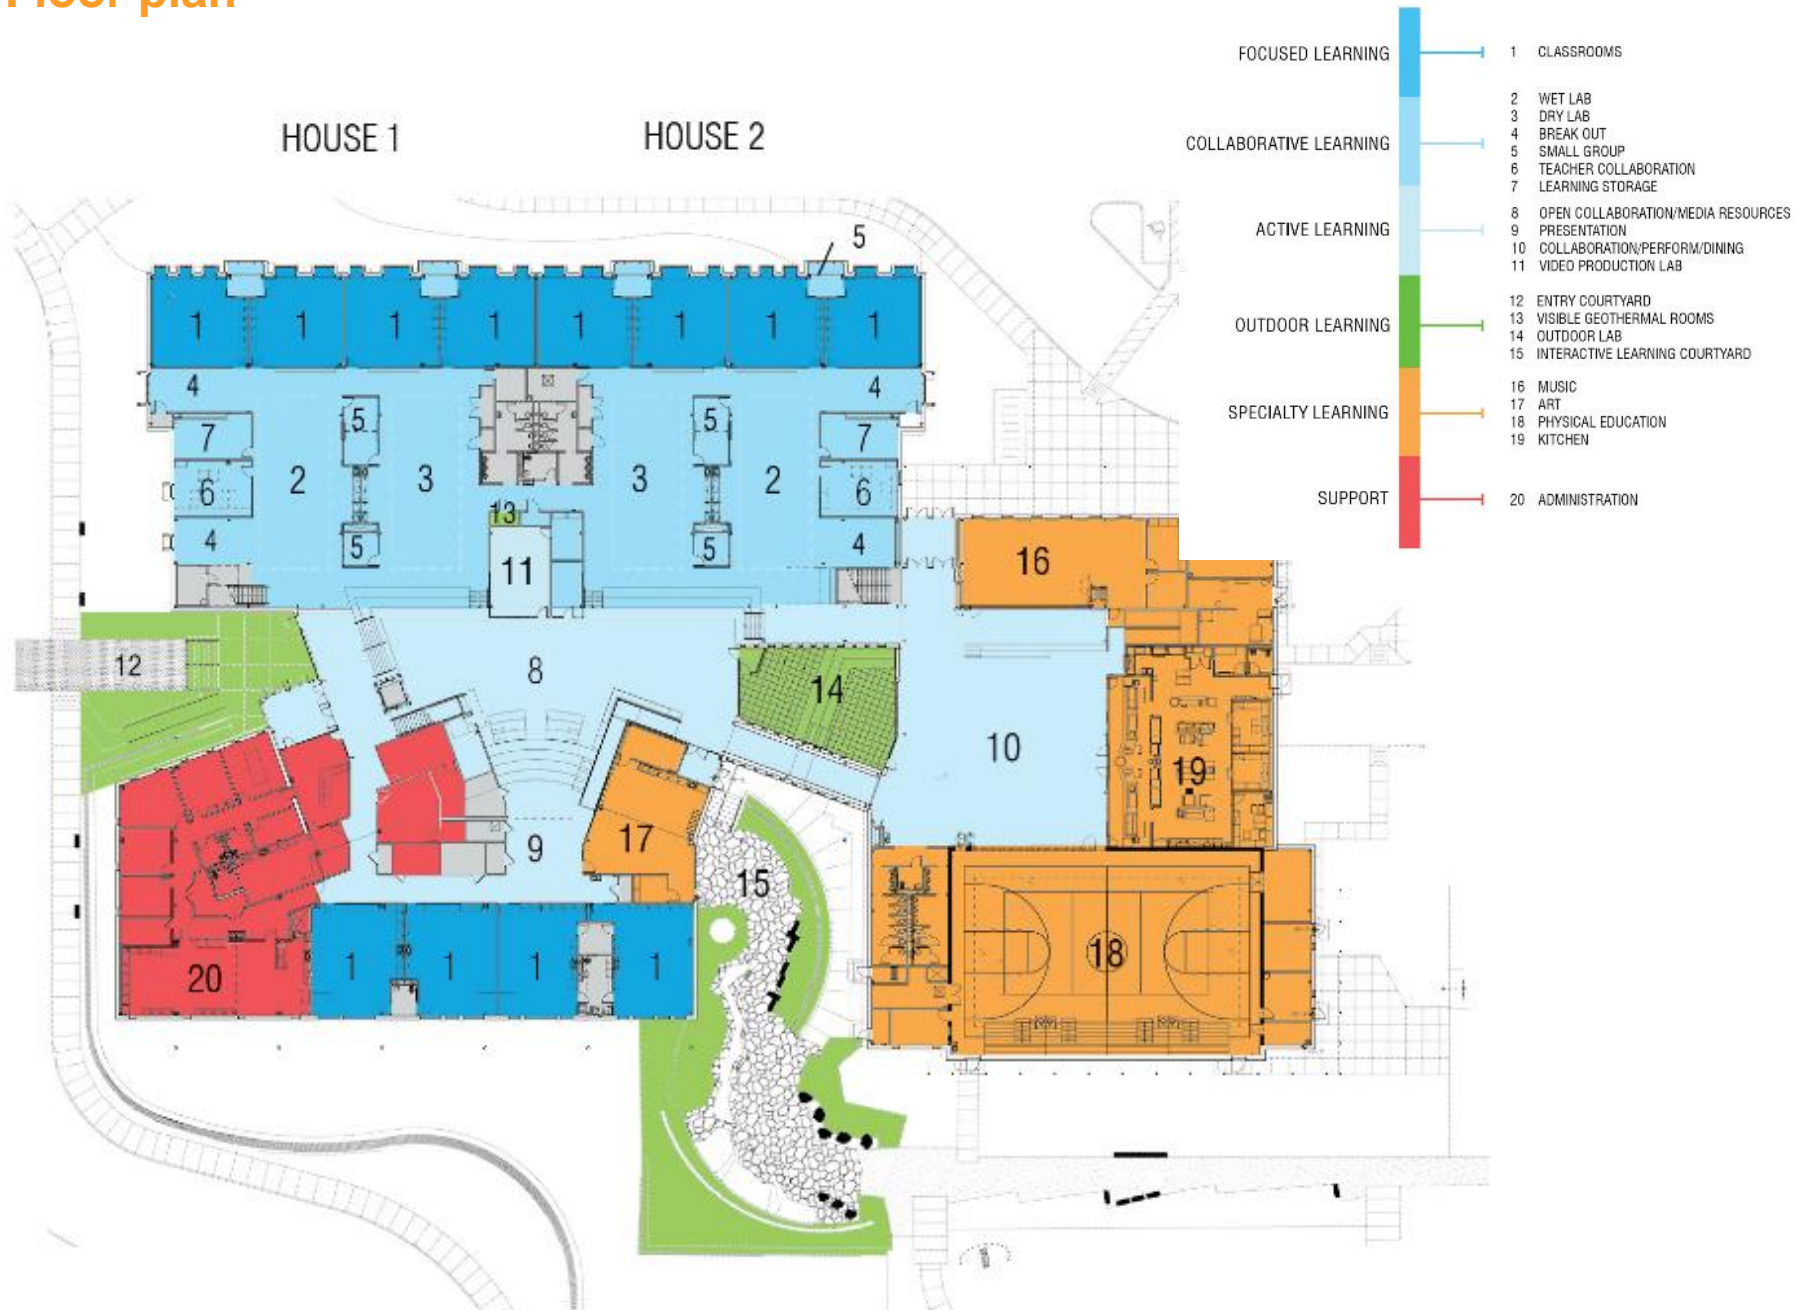 Floor plan
HOUSE 1
HOUSE 2
FOCUSED LEARNING
1 CLASSROOMS
COLLABORATIVE LEARNING
2 WET LAB
3 DRY LAB
4 BREAK OUT
5 SMALL GROUP
6 TEACHER COLLABORATION
7 LEARNING STORAGE
ACTIVE LEARNING
8 OPEN COLLABORATION/MEDIA RESOURCES
9 PRESENTATION
10 COLLABORATION/PERFORM/DINING
11 VIDEO PRODUCTION LAB
OUTDOOR LEARNING
12 ENTRY COURTYARD
13 VISIBLE GEOTHERMAL ROOMS
14 OUTDOOR LAB
15 INTERACTIVE LEARNING COURTYARD
SPECIALTY LEARNING
16 MUSIC
17 ART
18 PHYSICAL EDUCATION
19 KITCHEN
SUPPORT
20 ADMINISTRATION
5
1 1 1 1 1 1 1 1
4 4
5 5
7 7
2 3 3 2
6 6
13
4 5 5 4
11
16
12 8 14
10
19
17 9
15
18
20 1 1 1 1